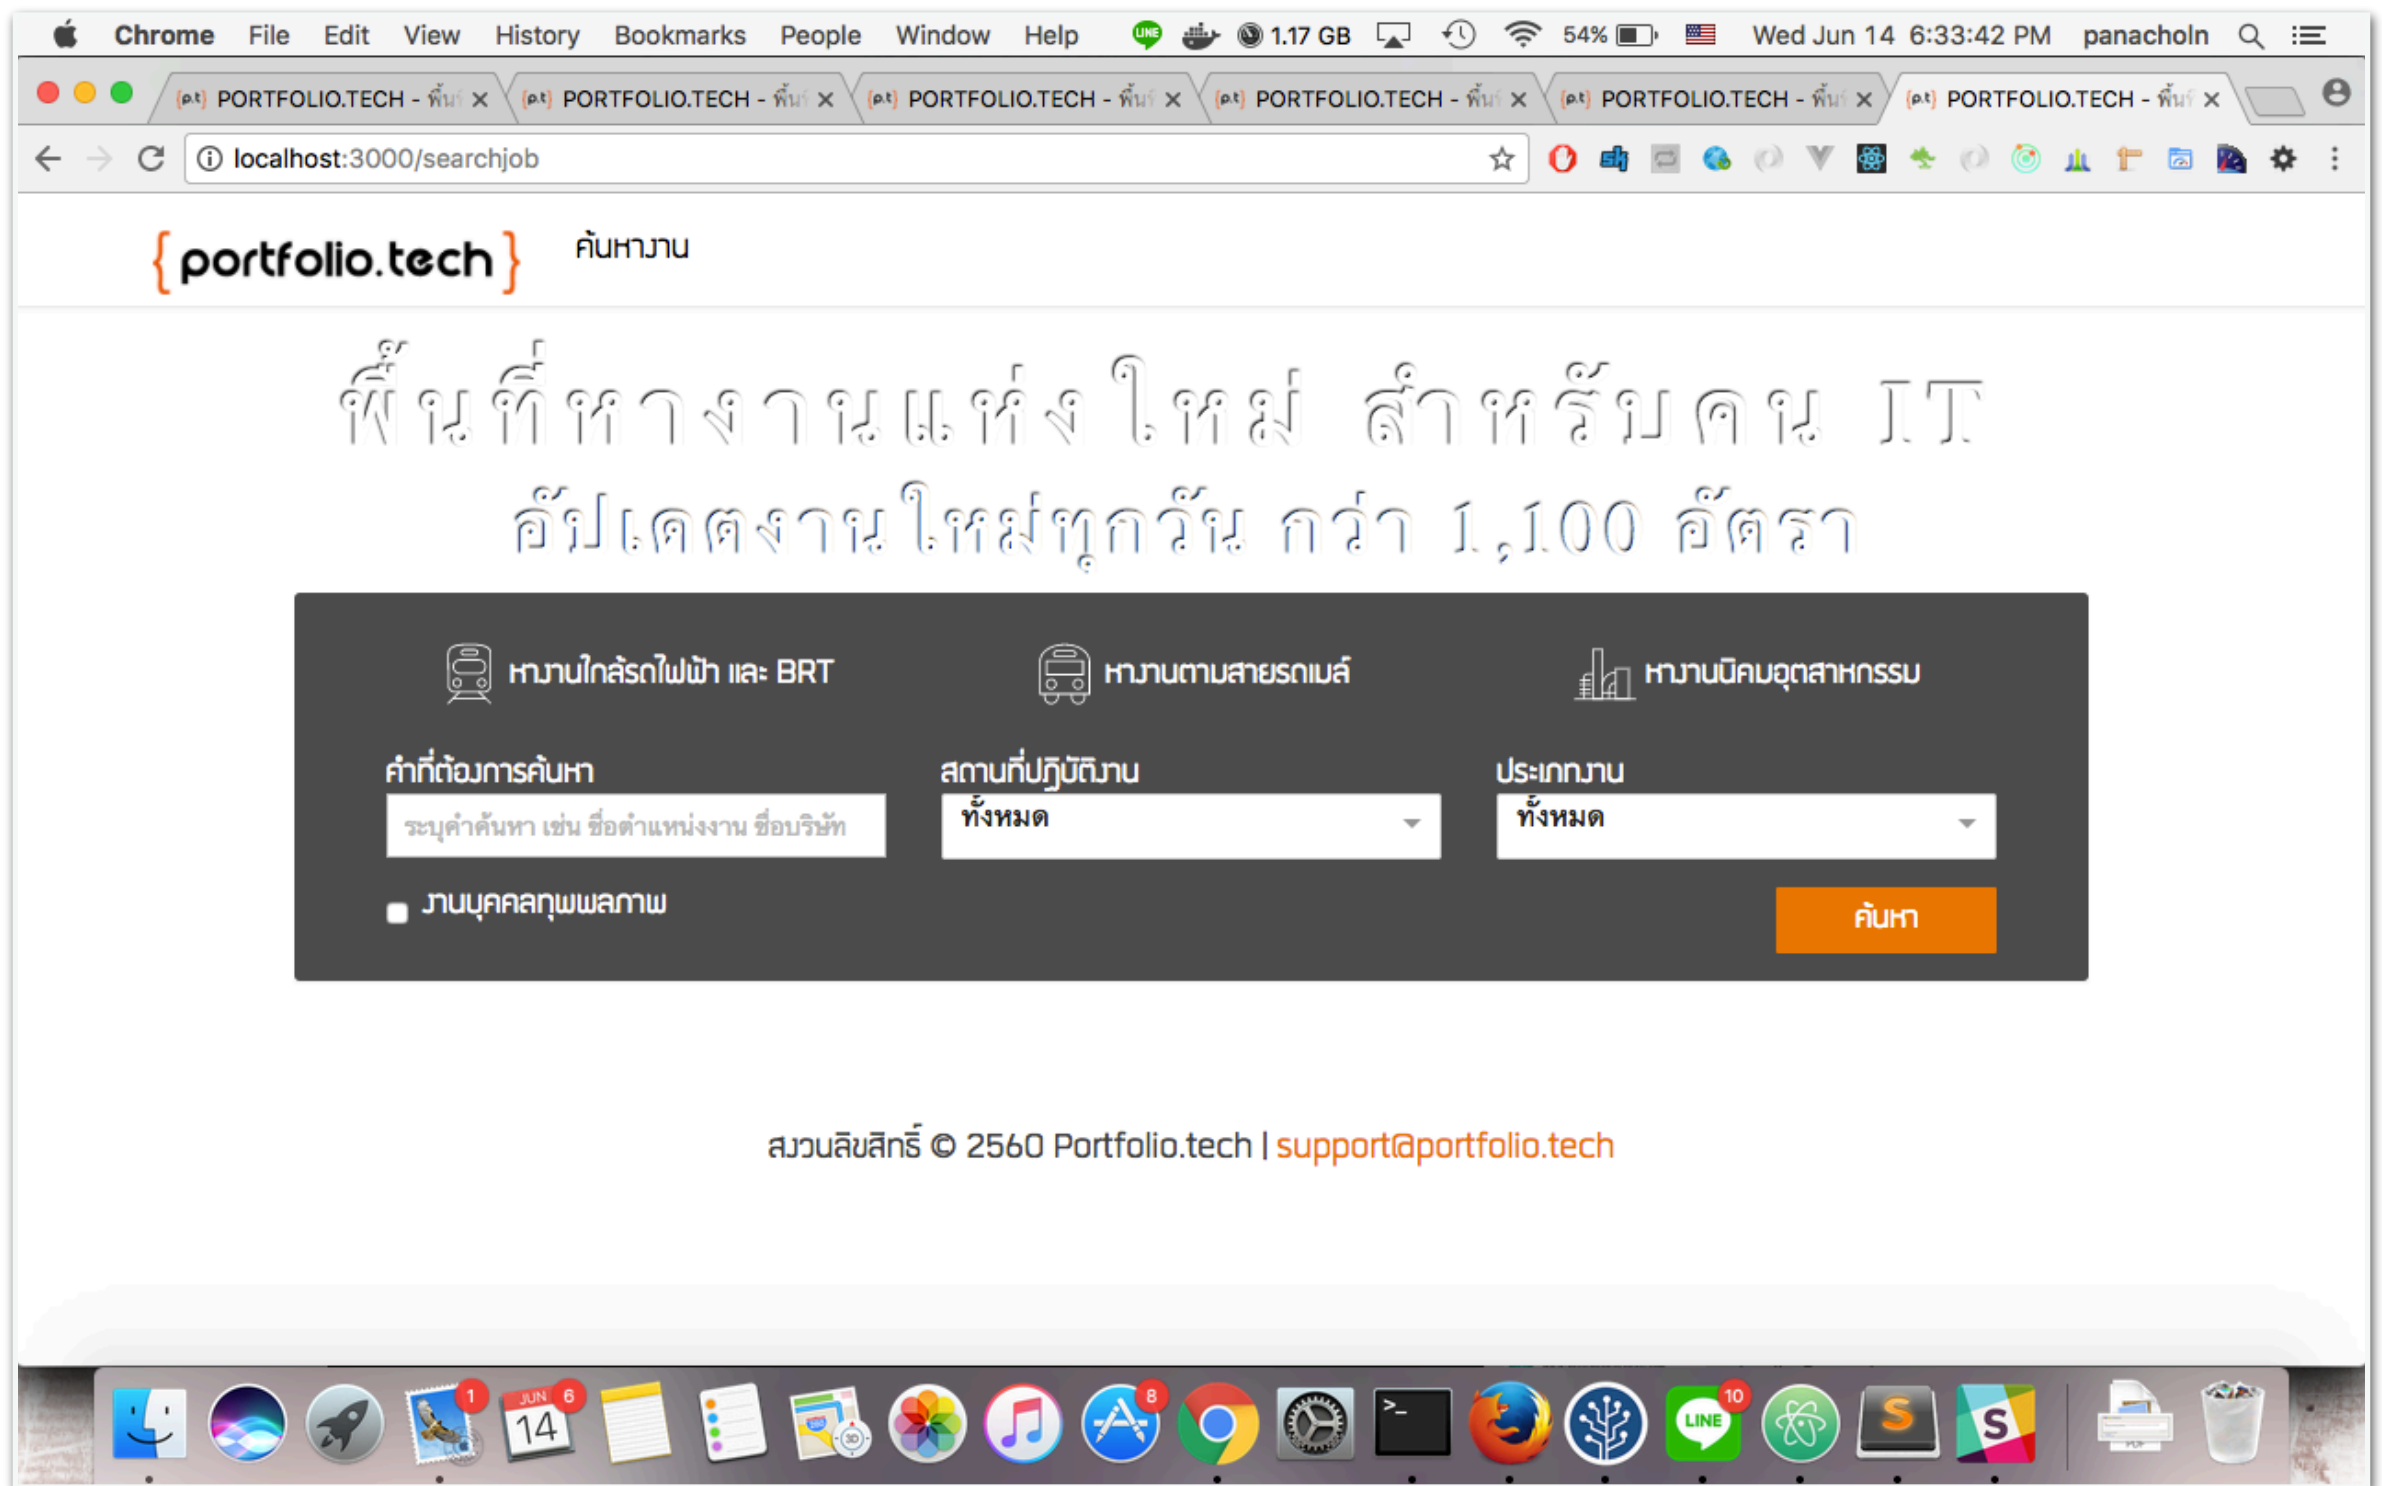 Chrome File Edit View History Bookmarks People Window Help LINE 1.17 GB 54% Wed Jun 14 6:33:42 PM panacholn
{p.t} PORTFOLIO.TECH - พื้น {p.t} PORTFOLIO.TECH - พื้น {p.t} PORTFOLIO.TECH - พื้น {p.t} PORTFOLIO.TECH - พื้น {p.t} PORTFOLIO.TECH - พื้น {p.t} PORTFOLIO.TECH - พื้น
localhost:3000/searchjob
{portfolio.tech} ค้นหางาน
พื้นที่หางานแห่งใหม่ สำหรับคน IT
อัปเดตงานใหม่ทุกวัน กว่า 1,100 อัตรา
หางานใกล้รถไฟฟ้า และ BRT หางานตามสายรถเมล์ หางานนิคมอุตสาหกรรม
คำที่ต้องการค้นหา สถานที่ปฏิบัติงาน ประเภทงาน
ระบุคำค้นหา เช่น ชื่อตำแหน่งงาน ชื่อบริษัท ทั้งหมด ทั้งหมด
งานบุคคลทุพพลภาพ ค้นหา
สงวนลิขสิทธิ์ © 2560 Portfolio.tech | support@portfolio.tech
1 JUN 6 14 8 LINE 10 S S